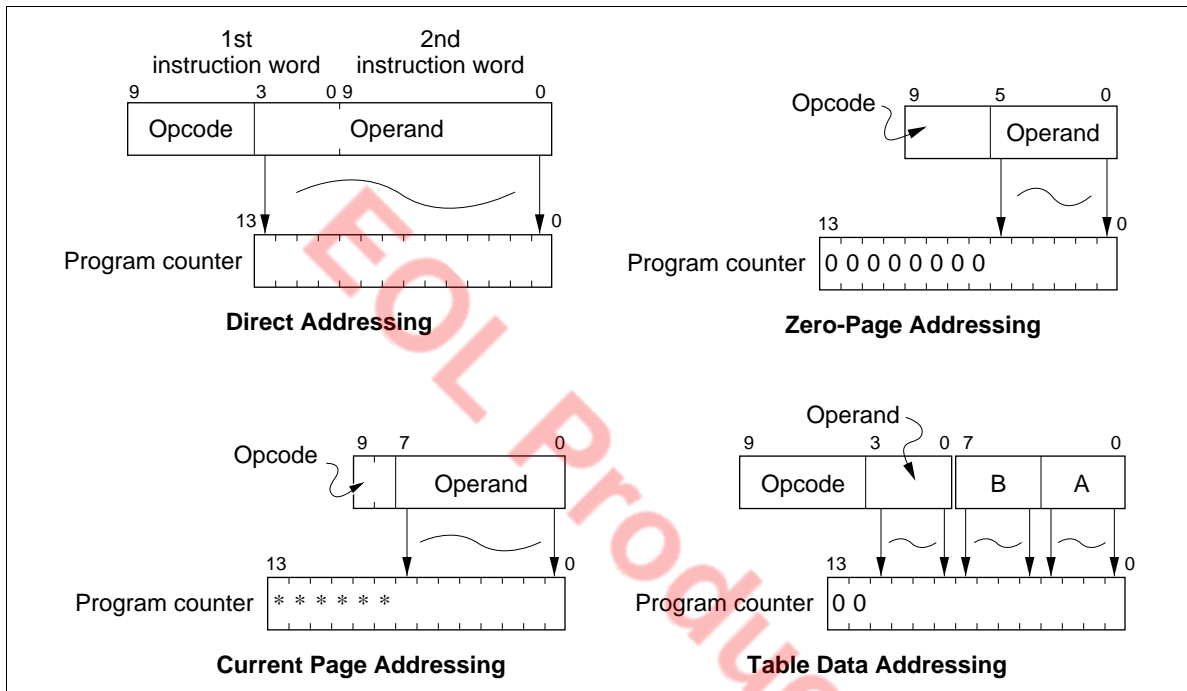 1st
instruction word
2nd
instruction word
9 3 0 9 0
Opcode Operand
13 0
Program counter
Direct Addressing
Opcode
9 5 0
Operand
13 0
Program counter 0 0 0 0 0 0 0 0
Zero-Page Addressing
Opcode
9 7 0
Operand
13 0
Program counter * * * * * *
Current Page Addressing
Operand
9 3 0 7 0
Opcode B A
13 0
Program counter 0 0
Table Data Addressing
EOL Produc